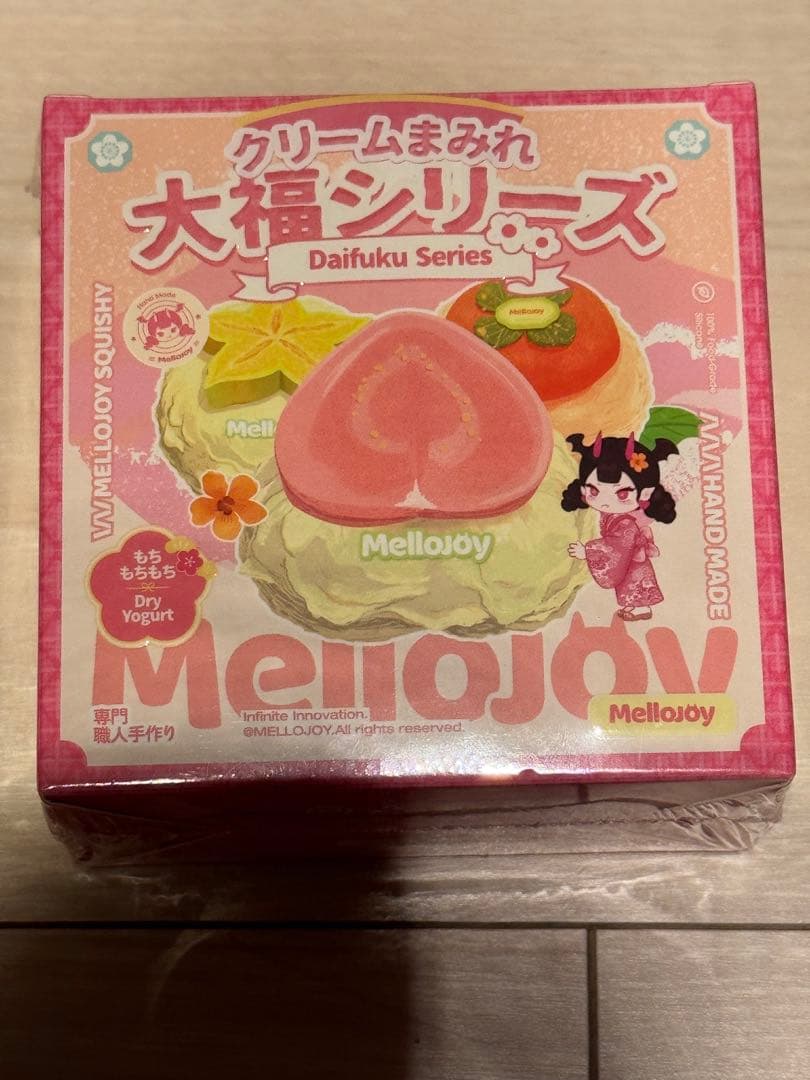 クリームまみれ
大福シリーズ
Daifuku Series
Hand Made
MelloJoy
MELLOJOY SQUISHY
MelloJoy
100% Food-Grade
Silicone
Mell
MelloJoy
HAND MADE
もち
もちもち
Dry
Yogurt
MelloJoy
専門
職人手作り
Infinite Innovation.
@MELLOJOY.All rights reserved.
MelloJoy